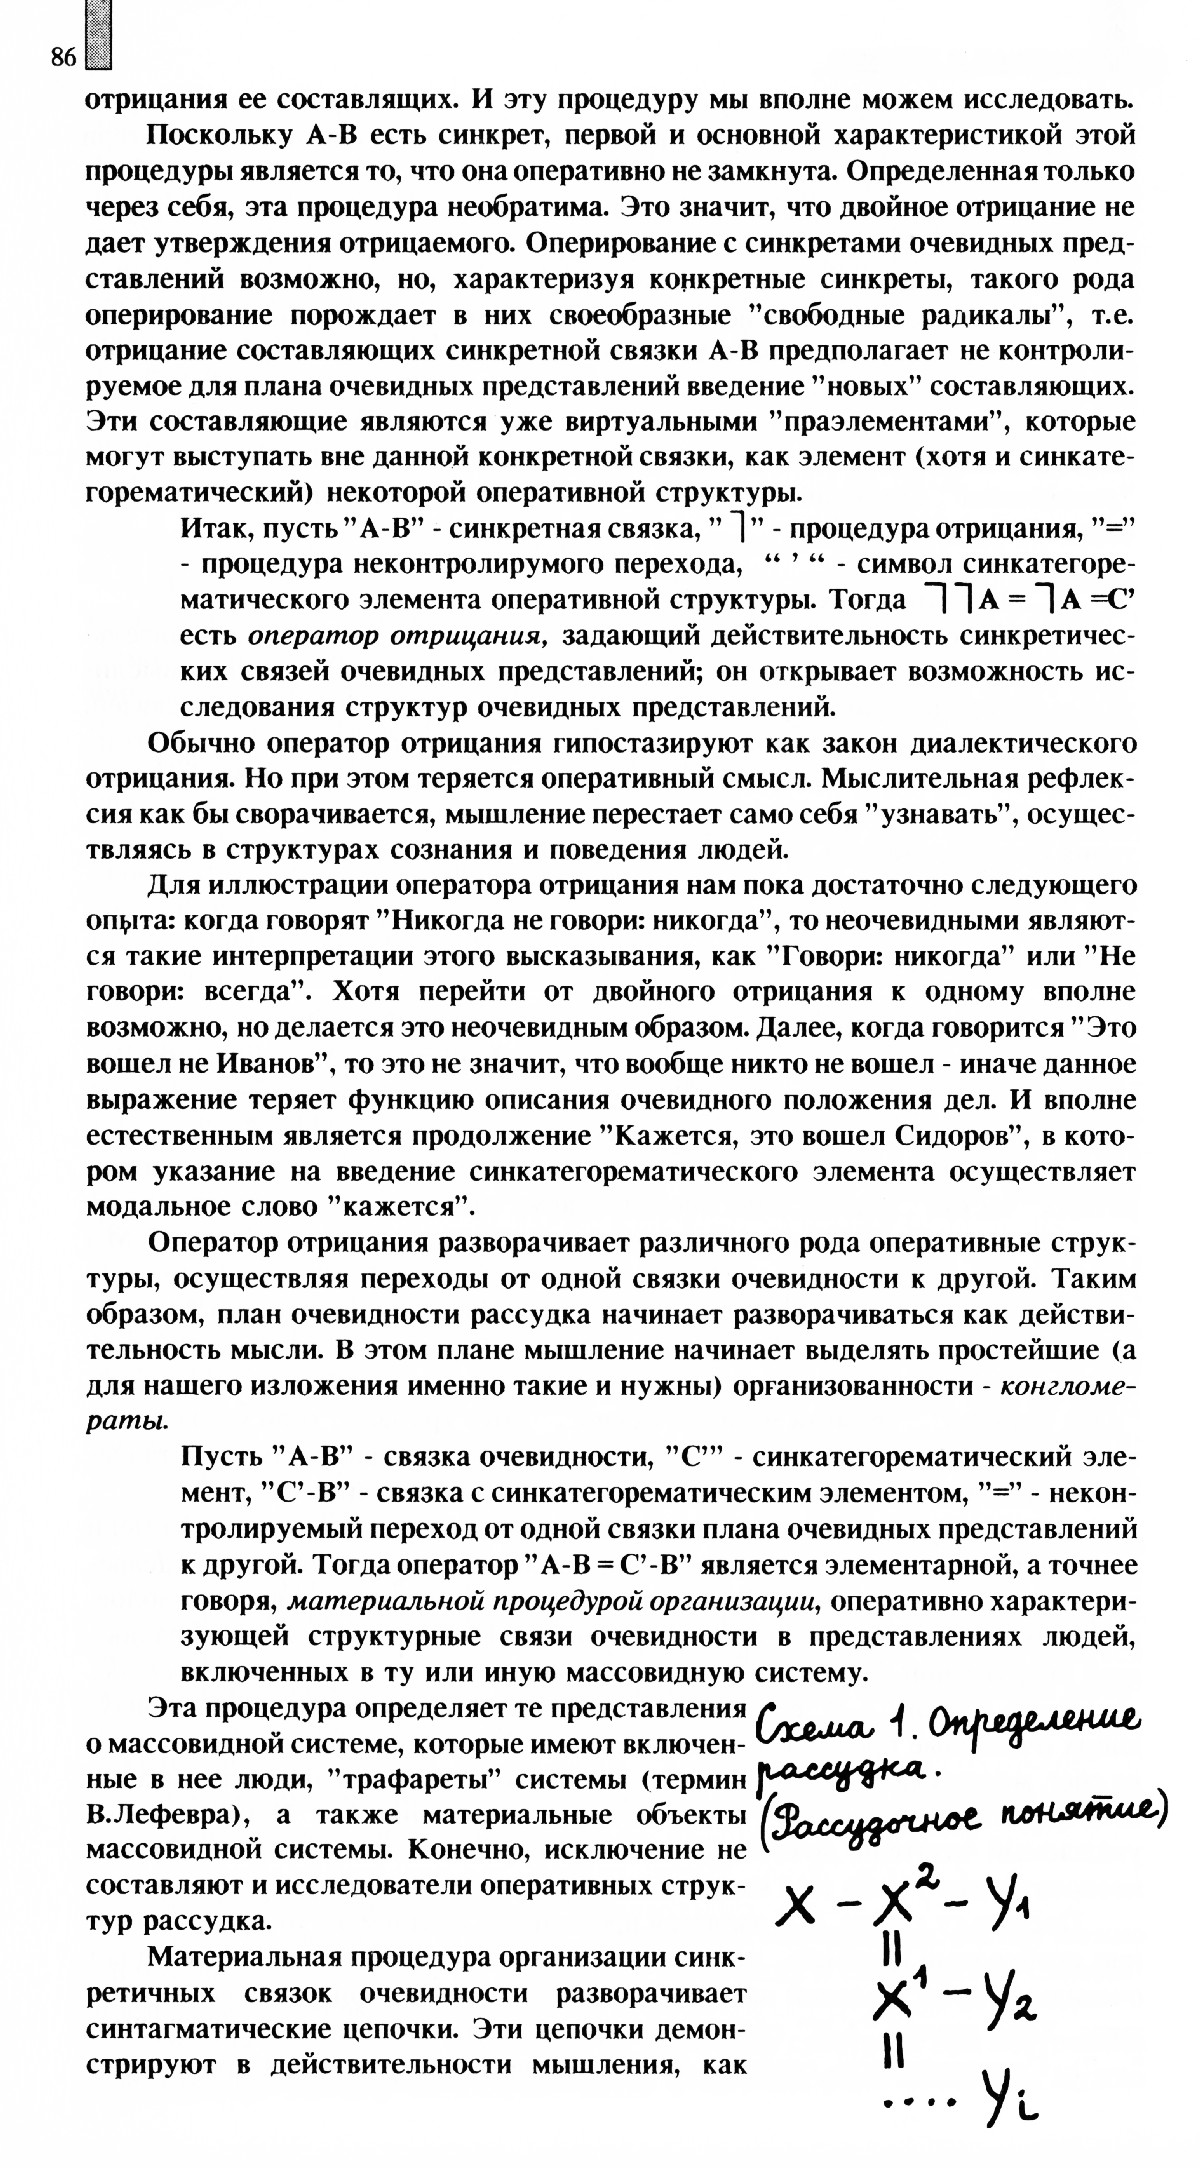 86
отрицания ее составлящих. И эту процедуру мы вполне можем исследовать.
Поскольку А-В есть синкрет, первой и основной характеристикой этой
процедуры является то, что она оперативно не замкнута. Определенная только
через себя, эта процедура необратима. Это значит, что двойное отрицание не
дает утверждения отрицаемого. Оперирование с синкретами очевидных пред-
ставлений возможно, но, характеризуя конкретные синкреты, такого рода
оперирование порождает в них своеобразные ”свободные радикалы”, т.е.
отрицание составляющих синкретной связки А-В предполагает не контроли-
руемое для плана очевидных представлений введение ”новых” составляющих.
Эти составляющие являются уже виртуальными ”праэлементами”, которые
могут выступать вне данной конкретной связки, как элемент (хотя и синкате-
горематический) некоторой оперативной структуры.
Итак, пусть ”А-В” - синкретная связка, ” ⌉ ” - процедура отрицания, ”=”
- процедура неконтролирумого перехода, “ ’ “ - символ синкатегоре-
матического элемента оперативной структуры. Тогда ⌉⌉А = ⌉А =С’
есть оператор отрицания, задающий действительность синкретичес-
ких связей очевидных представлений; он открывает возможность ис-
следования структур очевидных представлений.
Обычно оператор отрицания гипостазируют как закон диалектического
отрицания. Но при этом теряется оперативный смысл. Мыслительная рефлек-
сия как бы сворачивается, мышление перестает само себя ”узнавать”, осущес-
твляясь в структурах сознания и поведения людей.
Для иллюстрации оператора отрицания нам пока достаточно следующего
опыта: когда говорят ”Никогда не говори: никогда”, то неочевидными являют-
ся такие интерпретации этого высказывания, как ”Говори: никогда” или ”Не
говори: всегда”. Хотя перейти от двойного отрицания к одному вполне
возможно, но делается это неочевидным образом. Далее, когда говорится ”Это
вошел не Иванов”, то это не значит, что вообще никто не вошел - иначе данное
выражение теряет функцию описания очевидного положения дел. И вполне
естественным является продолжение ”Кажется, это вошел Сидоров”, в кото-
ром указание на введение синкатегорематического элемента осуществляет
модальное слово ”кажется”.
Оператор отрицания разворачивает различного рода оперативные струк-
туры, осуществляя переходы от одной связки очевидности к другой. Таким
образом, план очевидности рассудка начинает разворачиваться как действи-
тельность мысли. В этом плане мышление начинает выделять простейшие (а
для нашего изложения именно такие и нужны) организованности - конгломе-
раты.
Пусть ”А-В” - связка очевидности, ”С’” - синкатегорематический эле-
мент, ”С’-В” - связка с синкатегорематическим элементом, ”=” - некон-
тролируемый переход от одной связки плана очевидных представлений
к другой. Тогда оператор ”А-В = С’-В” является элементарной, а точнее
говоря, материальной процедурой организации, оперативно характери-
зующей структурные связи очевидности в представлениях людей,
включенных в ту или иную массовидную систему.
Эта процедура определяет те представления
о массовидной системе, которые имеют включен-
ные в нее люди, ”трафареты” системы (термин
В.Лефевра), а также материальные объекты
массовидной системы. Конечно, исключение не
составляют и исследователи оперативных струк-
тур рассудка.
Материальная процедура организации синк-
ретичных связок очевидности разворачивает
синтагматические цепочки. Эти цепочки демон-
стрируют в действительности мышления, как
Схема 1. Определение
рассудка.
(Рассудочное понятие)
X - X² - У₁
||
X¹ - У₂
||
.... Уi